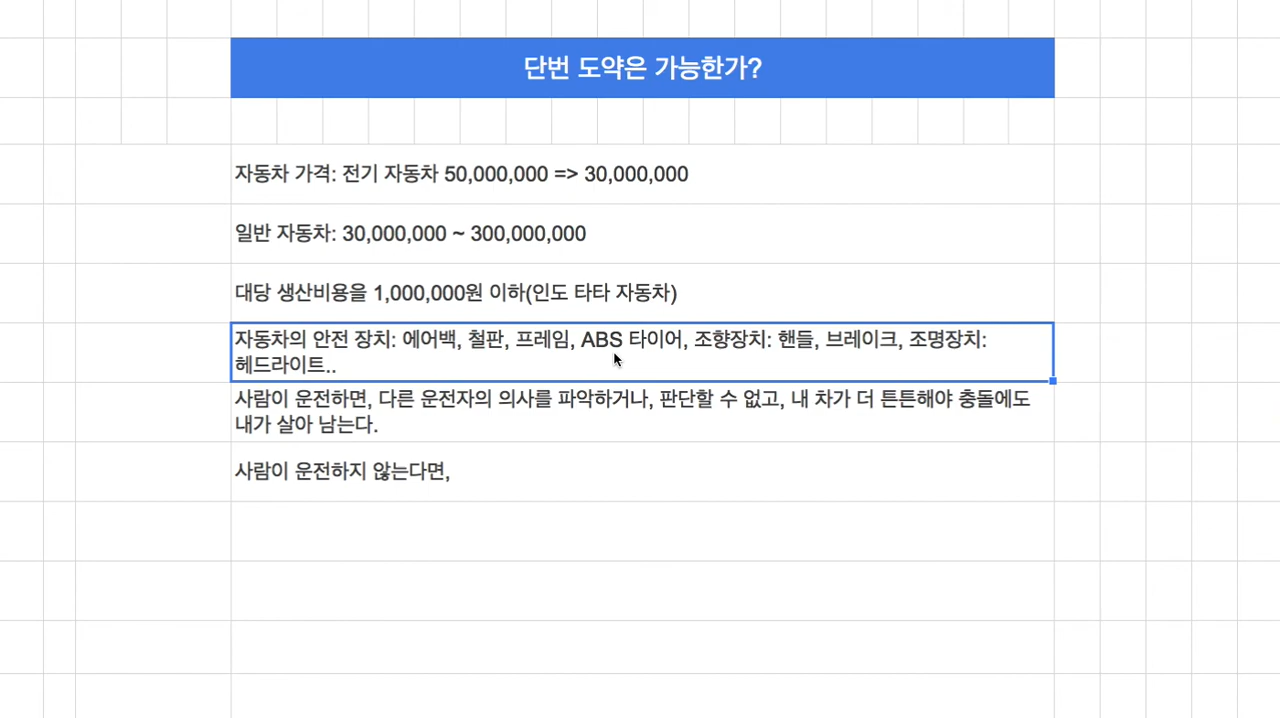 단번 도약은 가능한가?
자동차 가격: 전기 자동차 50,000,000 => 30,000,000
일반 자동차: 30,000,000 ~ 300,000,000
대당 생산비용을 1,000,000원 이하(인도 타타 자동차)
자동차의 안전 장치: 에어백, 철판, 프레임, ABS 타이어, 조향장치: 핸들, 브레이크, 조명장치:
헤드라이트..
사람이 운전하면, 다른 운전자의 의사를 파악하거나, 판단할 수 없고, 내 차가 더 튼튼해야 충돌에도
내가 살아 남는다.
사람이 운전하지 않는다면,